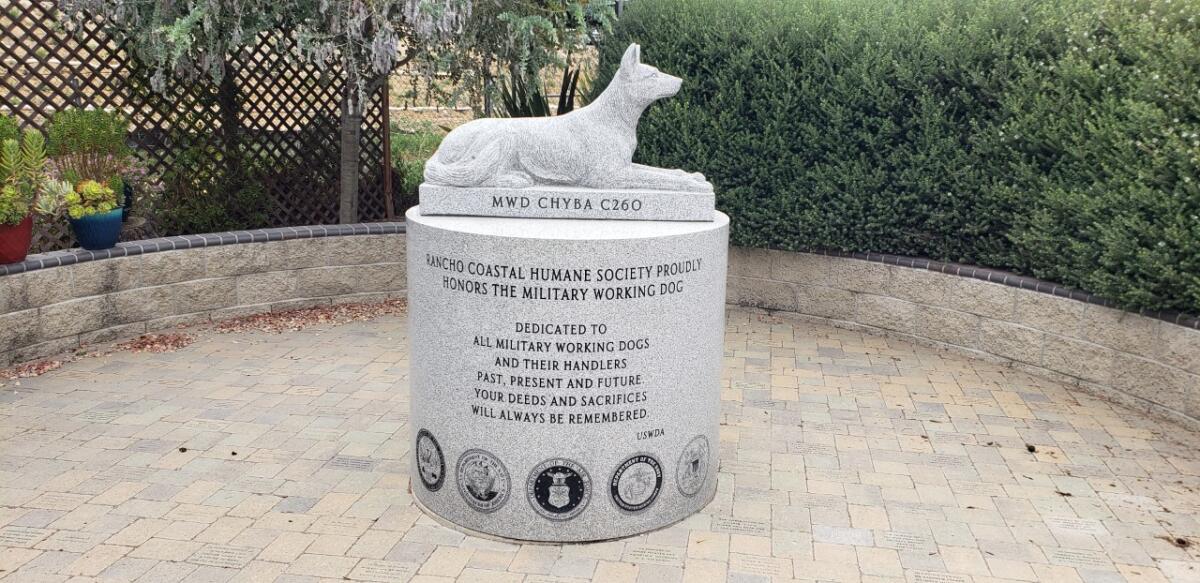 MWD CHYBA C260
RANCHO COASTAL HUMANE SOCIETY PROUDLY
HONORS THE MILITARY WORKING DOG
DEDICATED TO
ALL MILITARY WORKING DOGS
AND THEIR HANDLERS
PAST, PRESENT AND FUTURE.
YOUR DEEDS AND SACRIFICES
WILL ALWAYS BE REMEMBERED.
USWDA